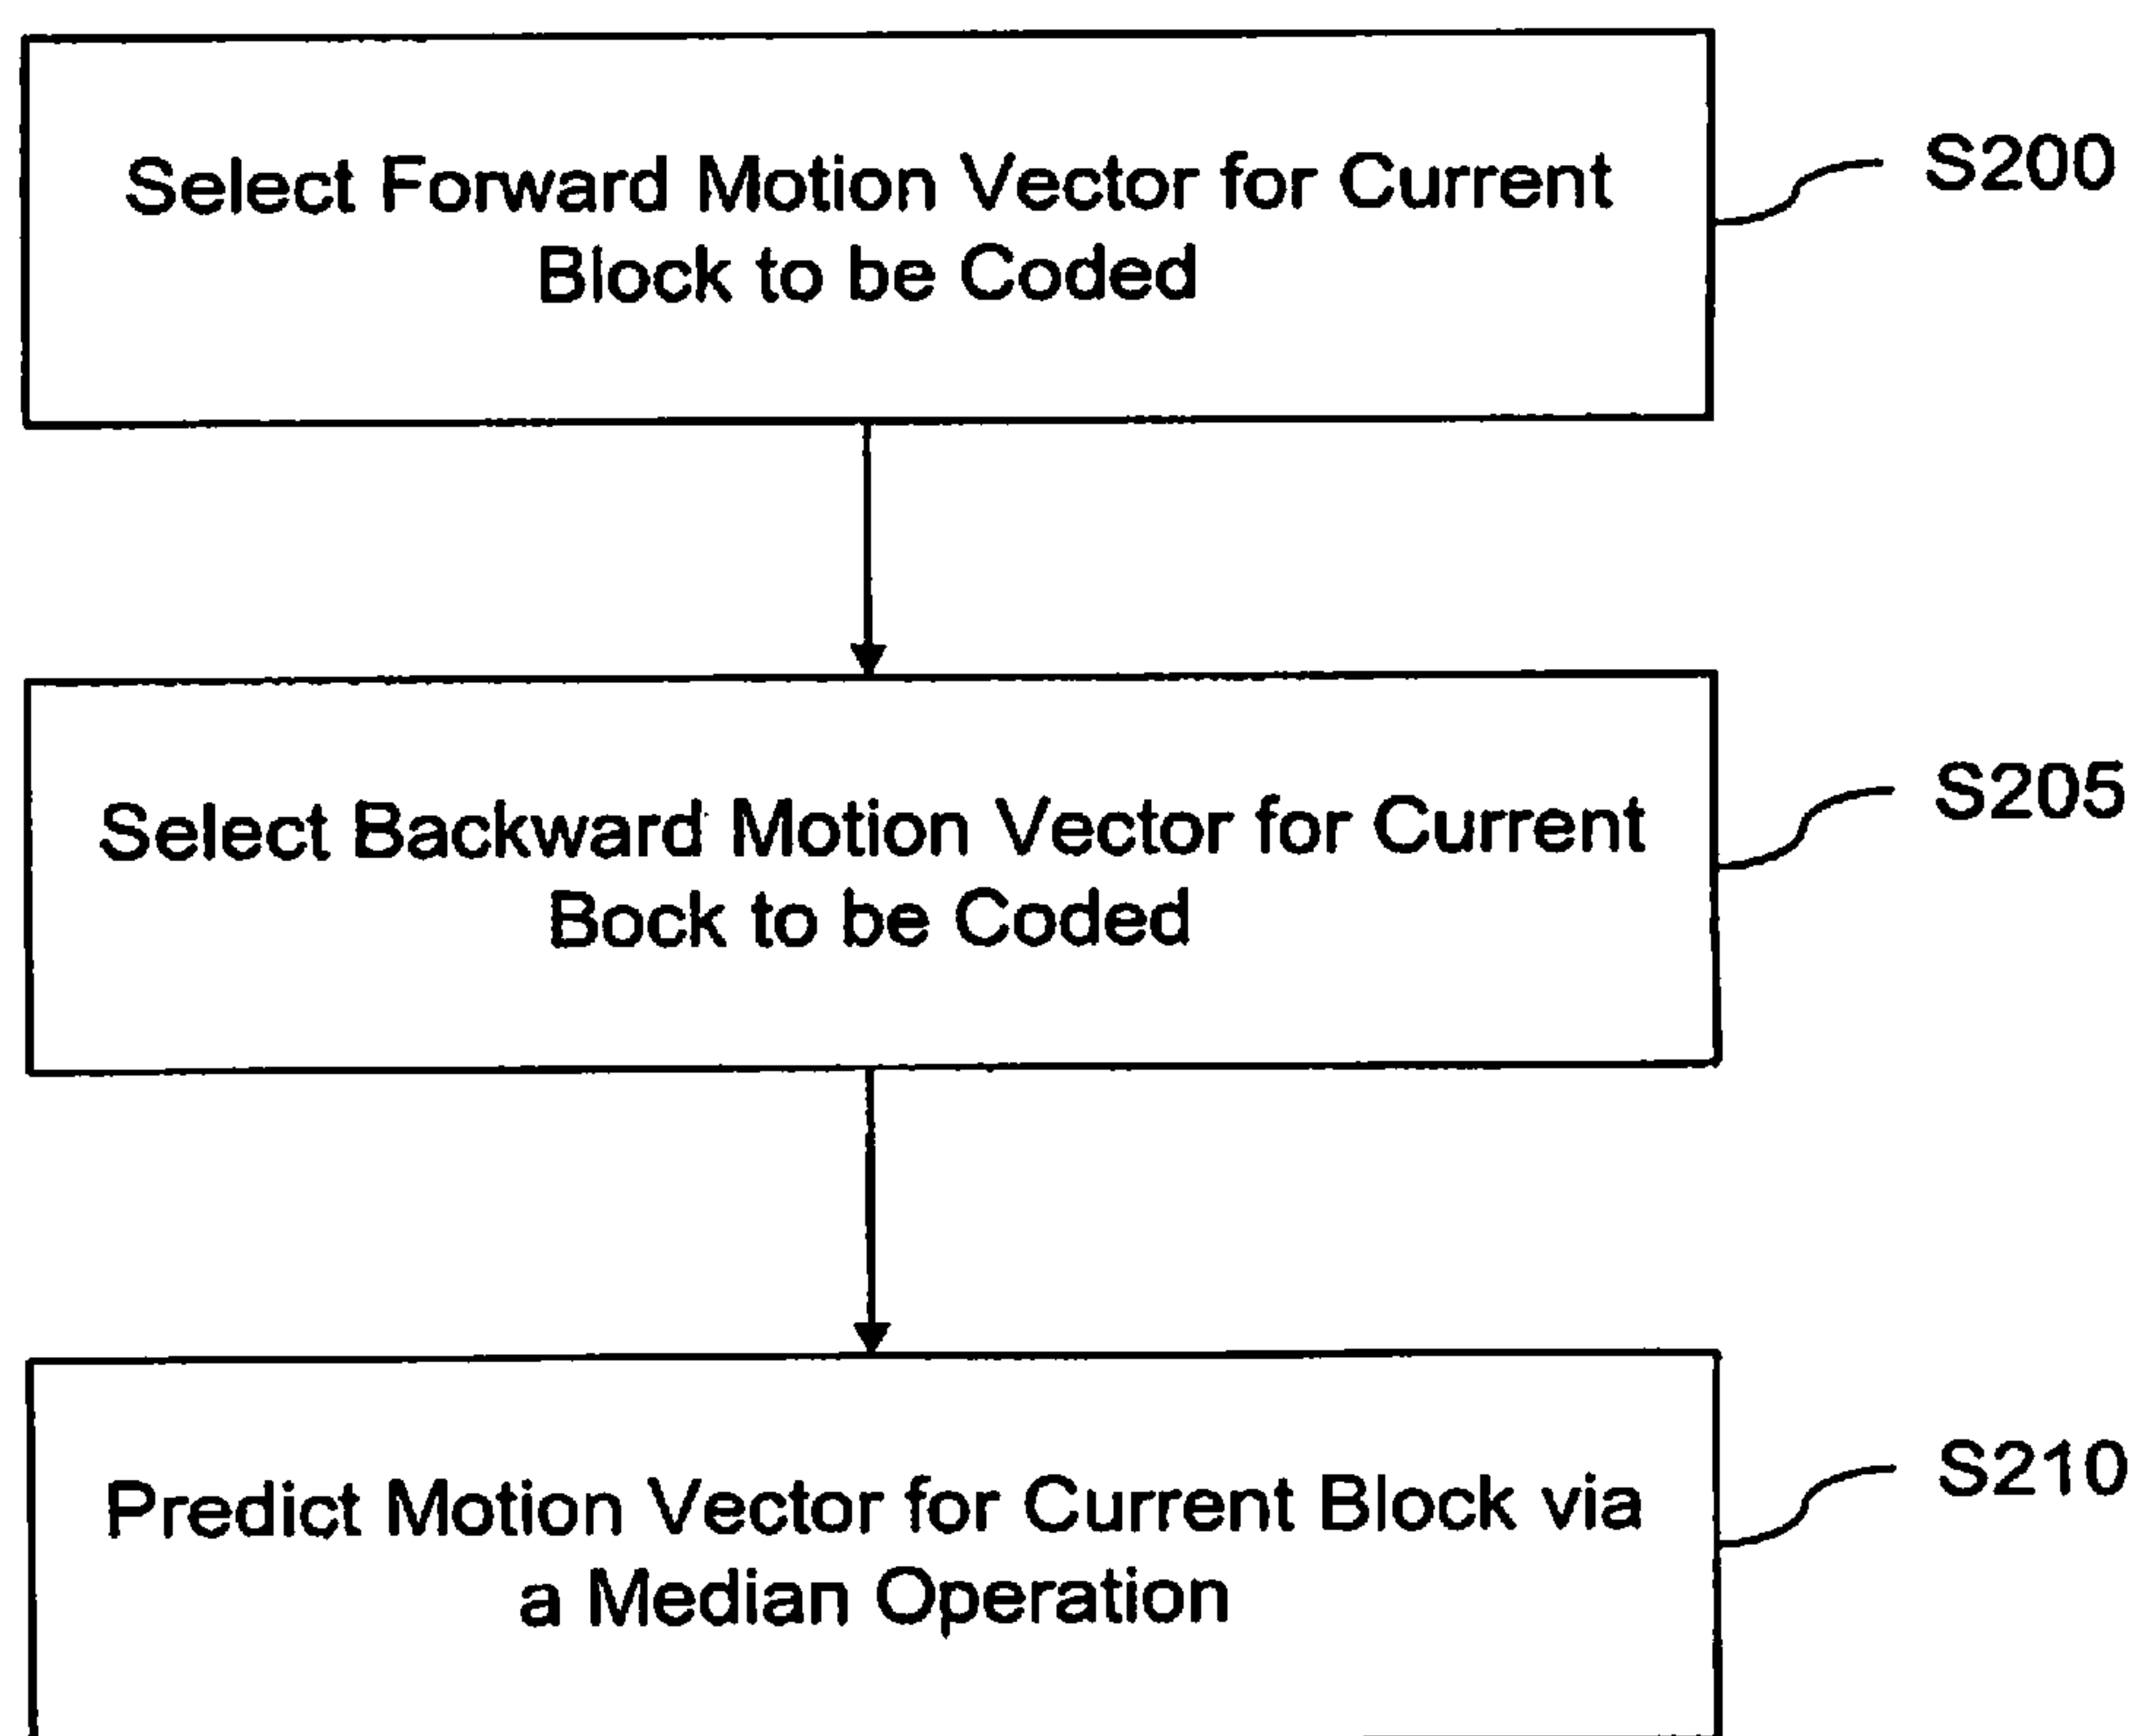 Select Forward Motion Vector for Current
Block to be Coded
S200
Select Backward Motion Vector for Current
Bock to be Coded
S205
Predict Motion Vector for Current Block via
a Median Operation
S210